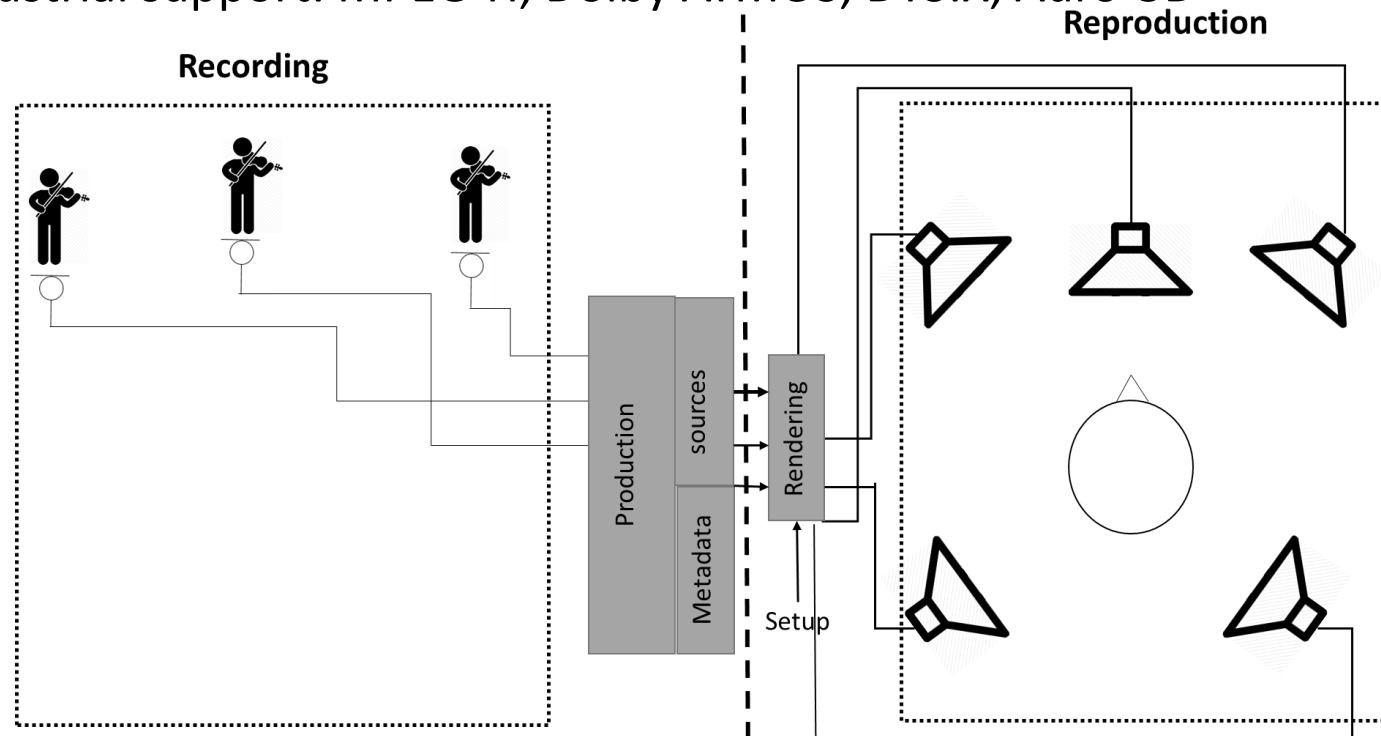 Reproduction
Recording
Production
sources
Metadata
Rendering
Setup